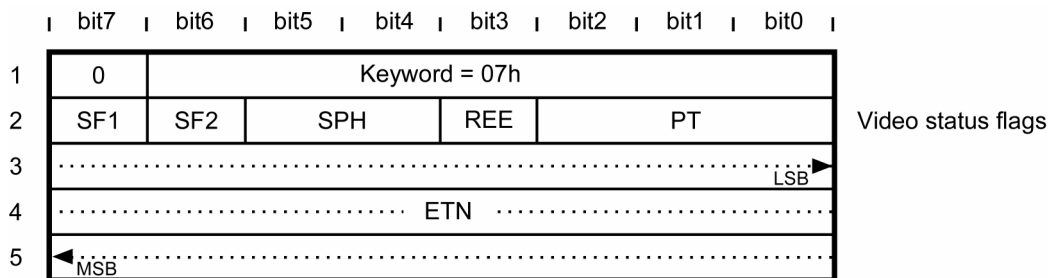 bit7 bit6 bit5 bit4 bit3 bit2 bit1 bit0
1 0 Keyword = 07h
2 SF1 SF2 SPH REE PT Video status flags
3 LSB
4 ETN
5 MSB